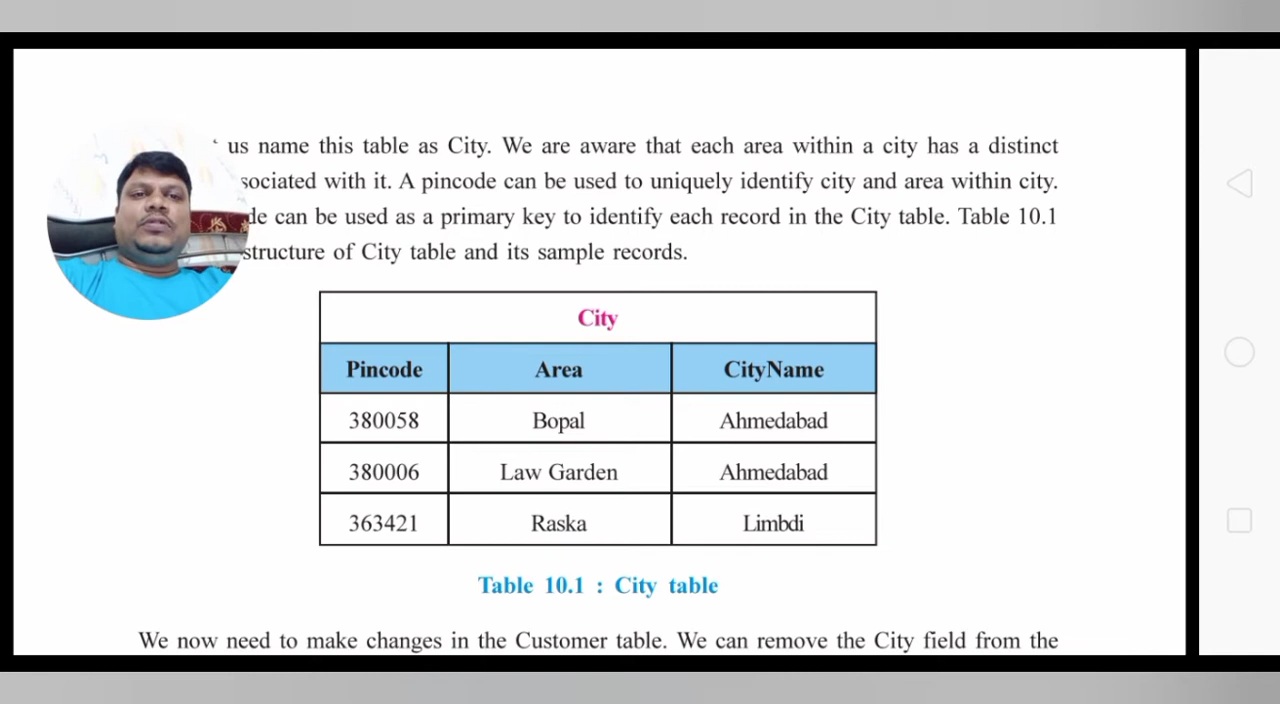 us name this table as City. We are aware that each area within a city has a distinct
sociated with it. A pincode can be used to uniquely identify city and area within city.
de can be used as a primary key to identify each record in the City table. Table 10.1
structure of City table and its sample records.
City
Pincode Area CityName
380058 Bopal Ahmedabad
380006 Law Garden Ahmedabad
363421 Raska Limbdi
Table 10.1 : City table
We now need to make changes in the Customer table. We can remove the City field from the